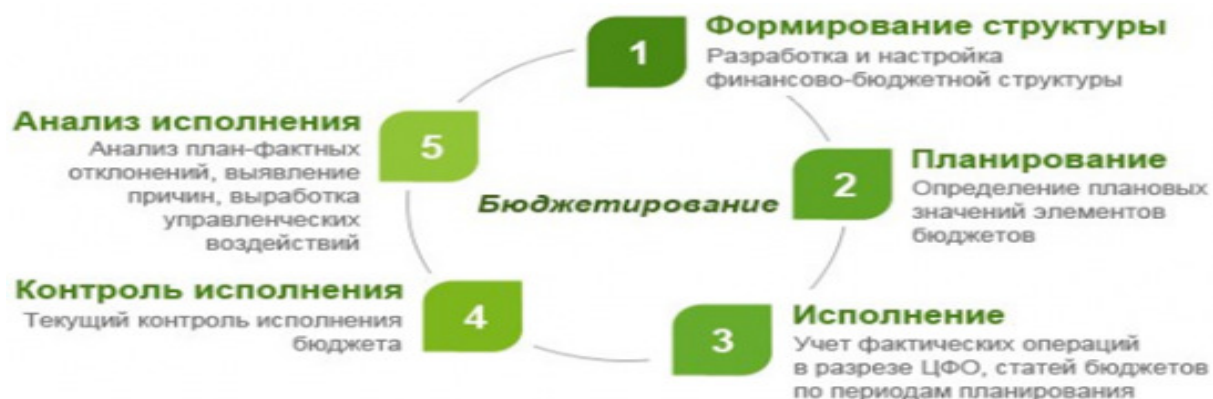 1
Формирование структуры
Разработка и настройка
финансово-бюджетной структуры
2
Планирование
Определение плановых
значений элементов
бюджетов
3
Исполнение
Учет фактических операций
в разрезе ЦФО, статей бюджетов
по периодам планирования
4
Контроль исполнения
Текущий контроль исполнения
бюджета
5
Анализ исполнения
Анализ план-фактных
отклонений, выявление
причин, выработка
управленческих
воздействий
Бюджетирование